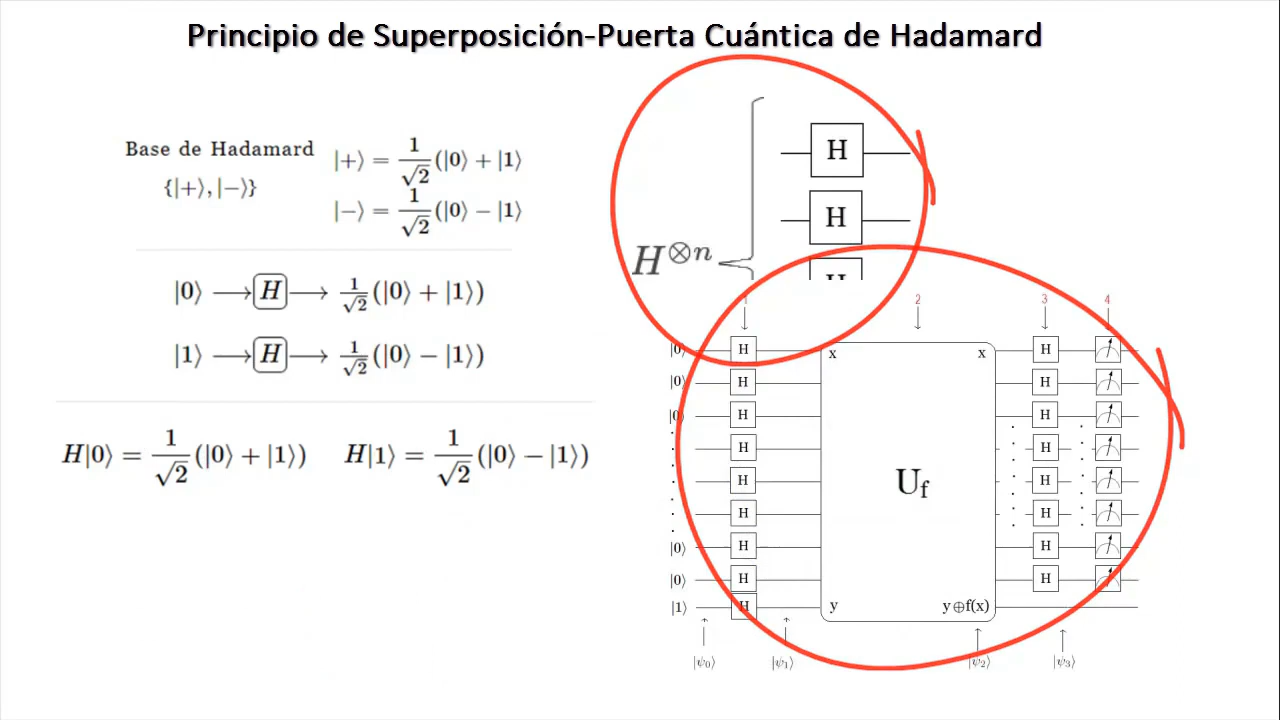 Principio de Superposición-Puerta Cuántica de Hadamard
Base de Hadamard
{|+⟩, |−⟩}
|+⟩ = 1/√2 (|0⟩ + |1⟩
|−⟩ = 1/√2 (|0⟩ − |1⟩
|0⟩ ⟶ H ⟶ 1/√2 (|0⟩ + |1⟩)
|1⟩ ⟶ H ⟶ 1/√2 (|0⟩ − |1⟩)
H|0⟩ = 1/√2 (|0⟩ + |1⟩) H|1⟩ = 1/√2 (|0⟩ − |1⟩)
H
H
H⊗n
H
1 2 3 4
|0⟩ H x x H
|0⟩ H H
|0⟩ H H
H H
H U_f H
H H
|0⟩ H H
|0⟩ H H
|1⟩ H y y⊕f(x)
|ψ₀⟩ |ψ₁⟩ |ψ₂⟩ |ψ₃⟩